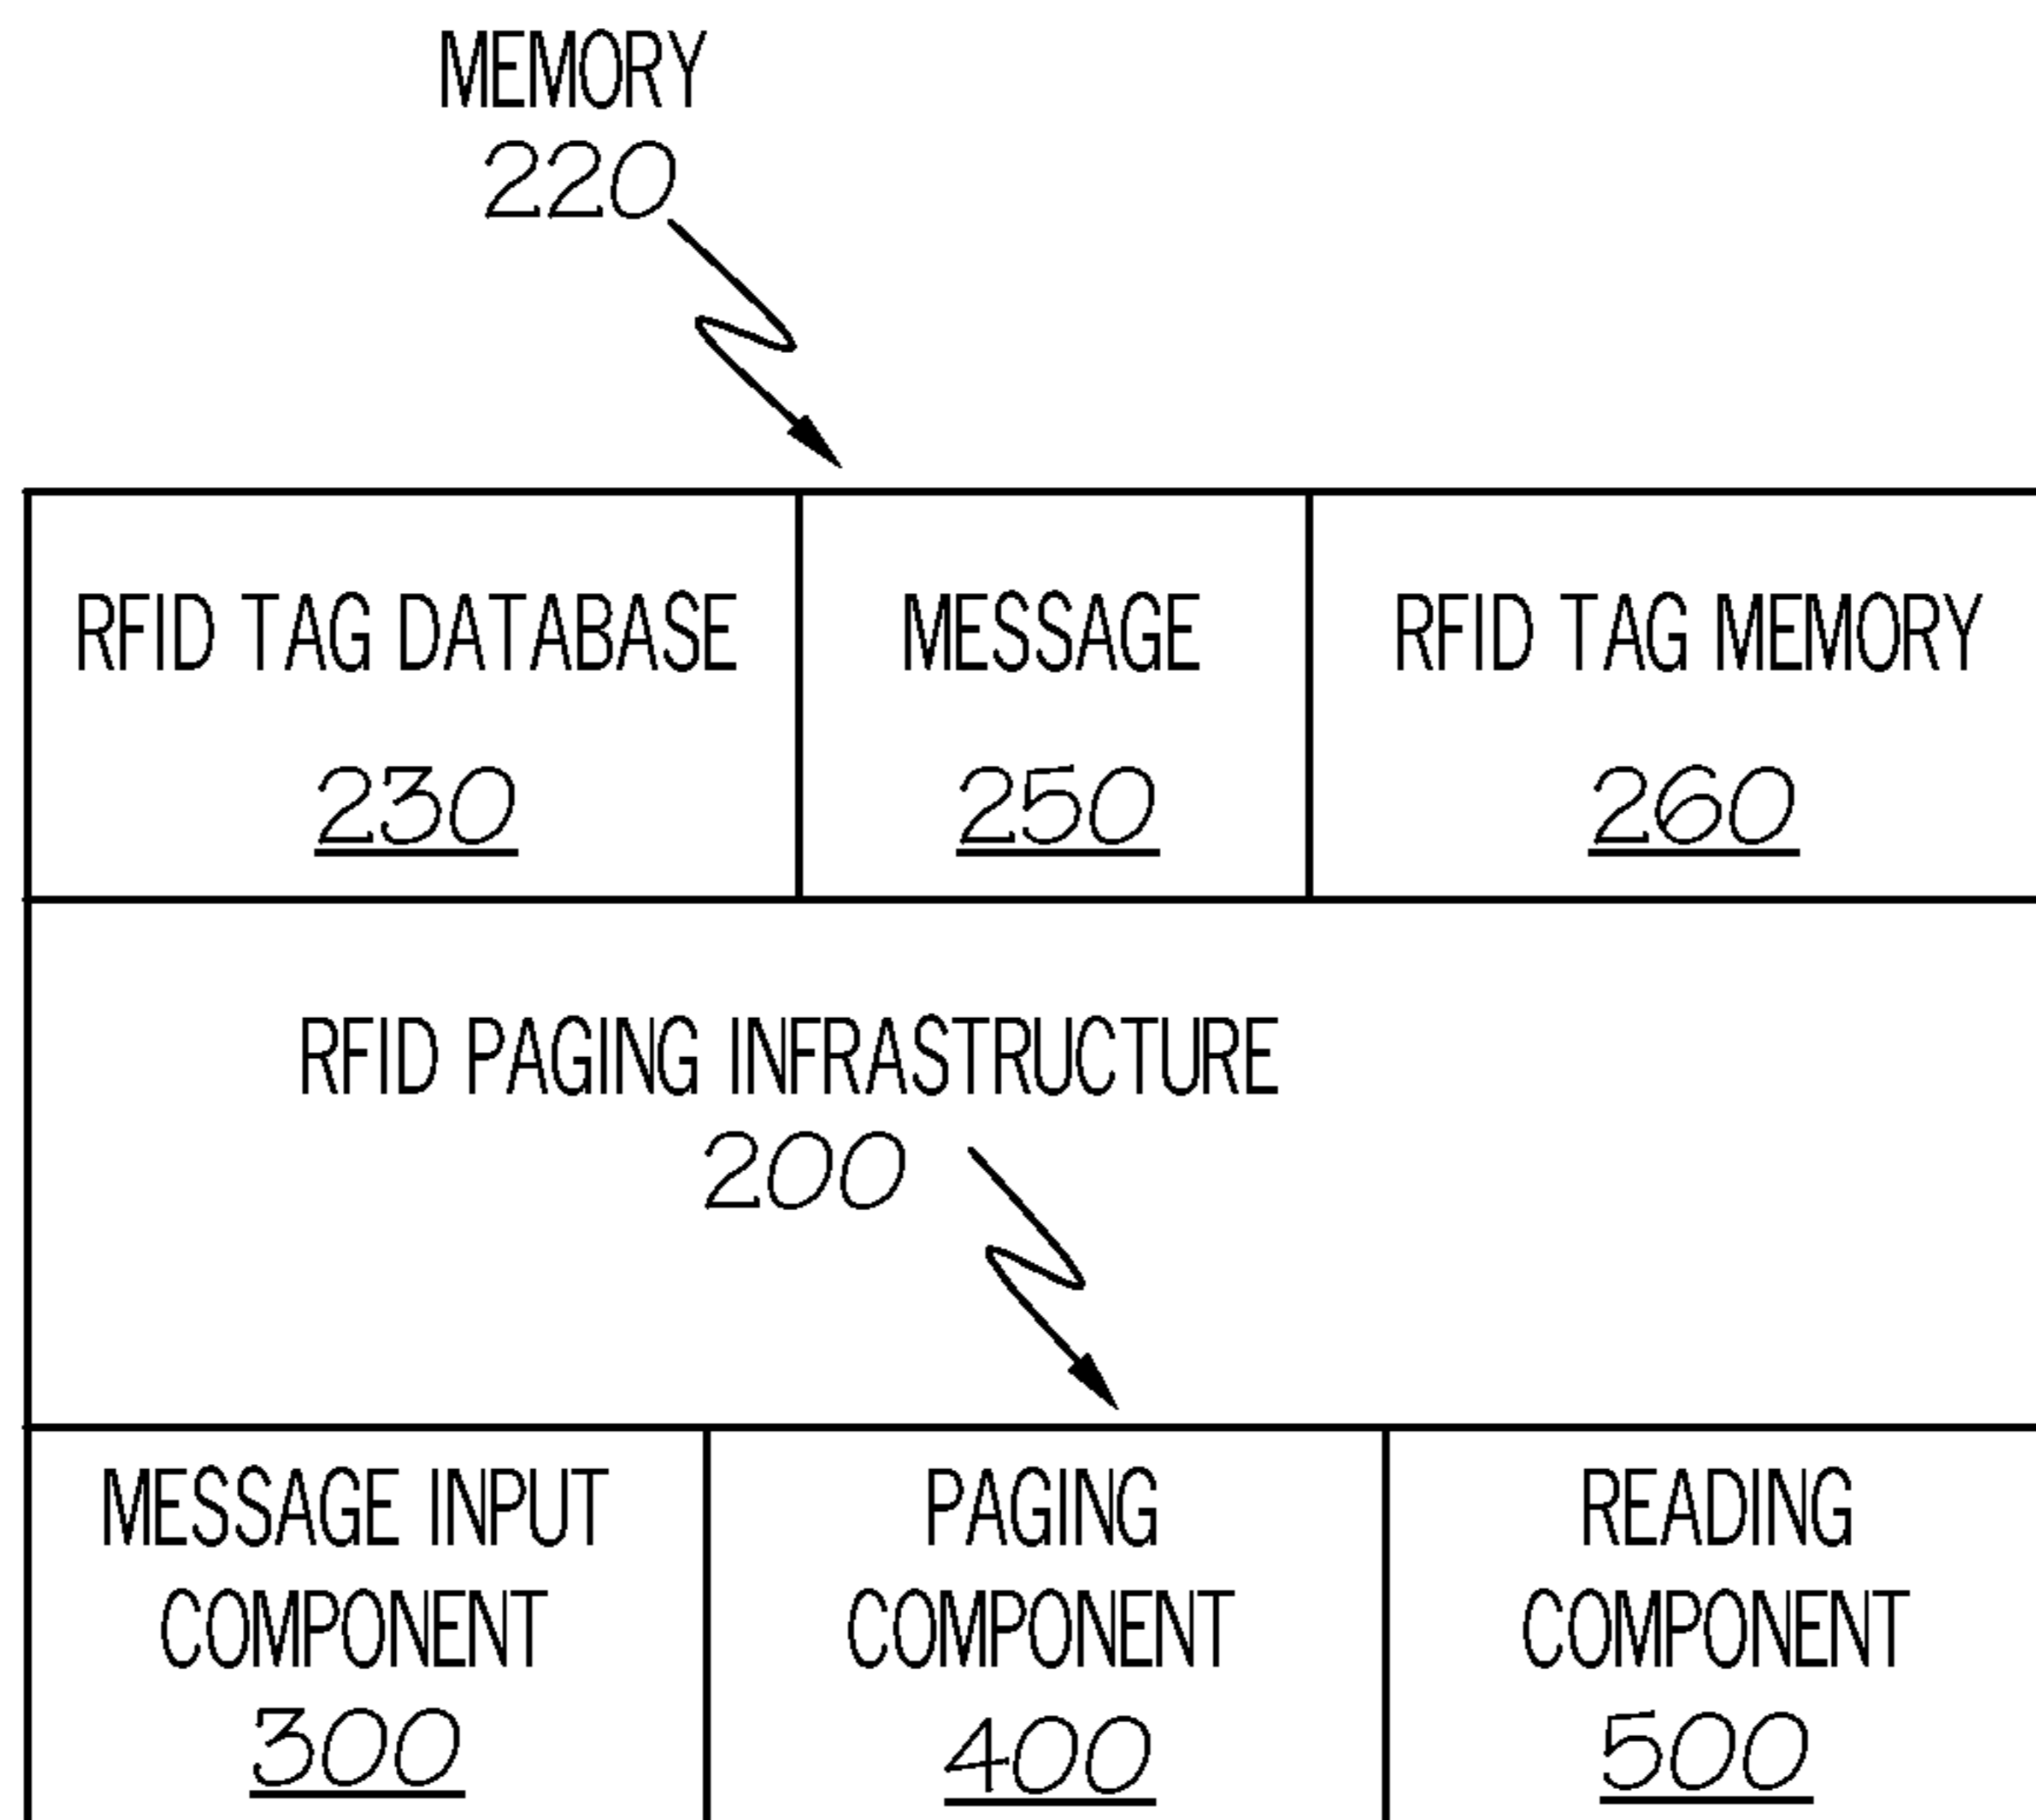 MEMORY
220
RFID TAG DATABASE
230
MESSAGE
250
RFID TAG MEMORY
260
RFID PAGING INFRASTRUCTURE
200
MESSAGE INPUT
COMPONENT
300
PAGING
COMPONENT
400
READING
COMPONENT
500